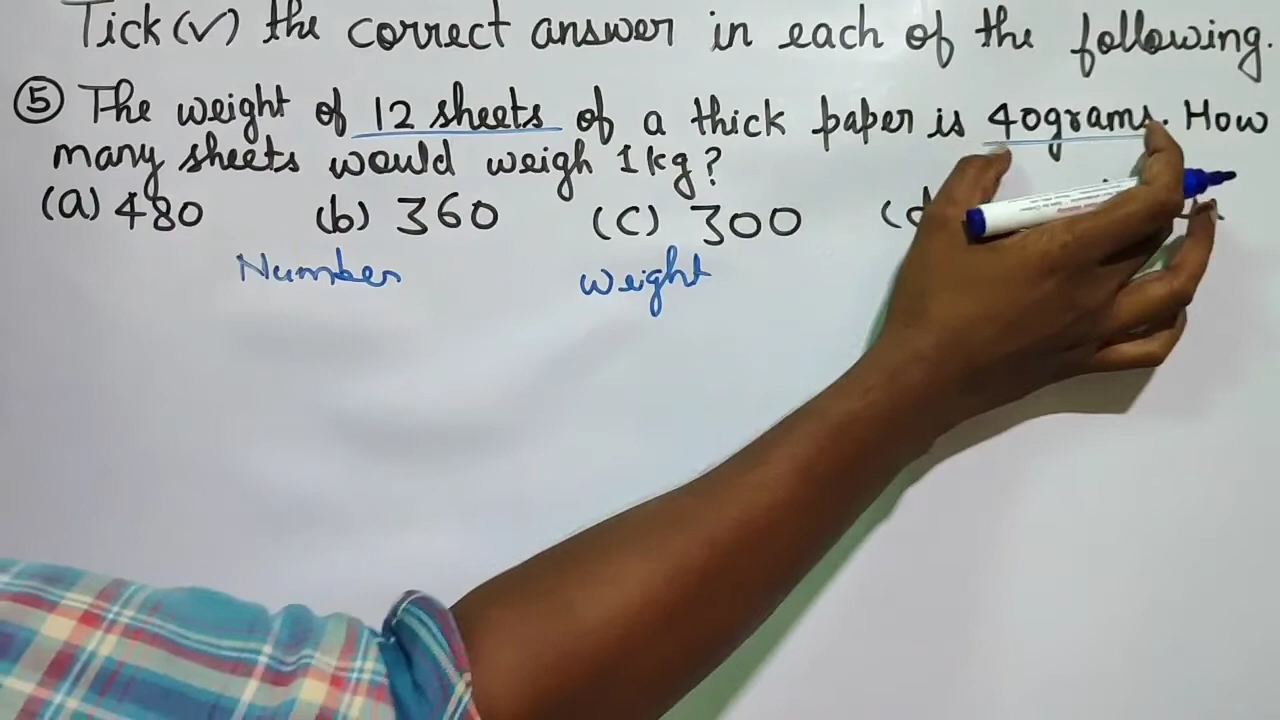 Tick (✓) the correct answer in each of the following.
⑤ The weight of 12 sheets of a thick paper is 40grams. How
many sheets would weigh 1kg?
(a) 480 (b) 360 (c) 300 (d
Number weight